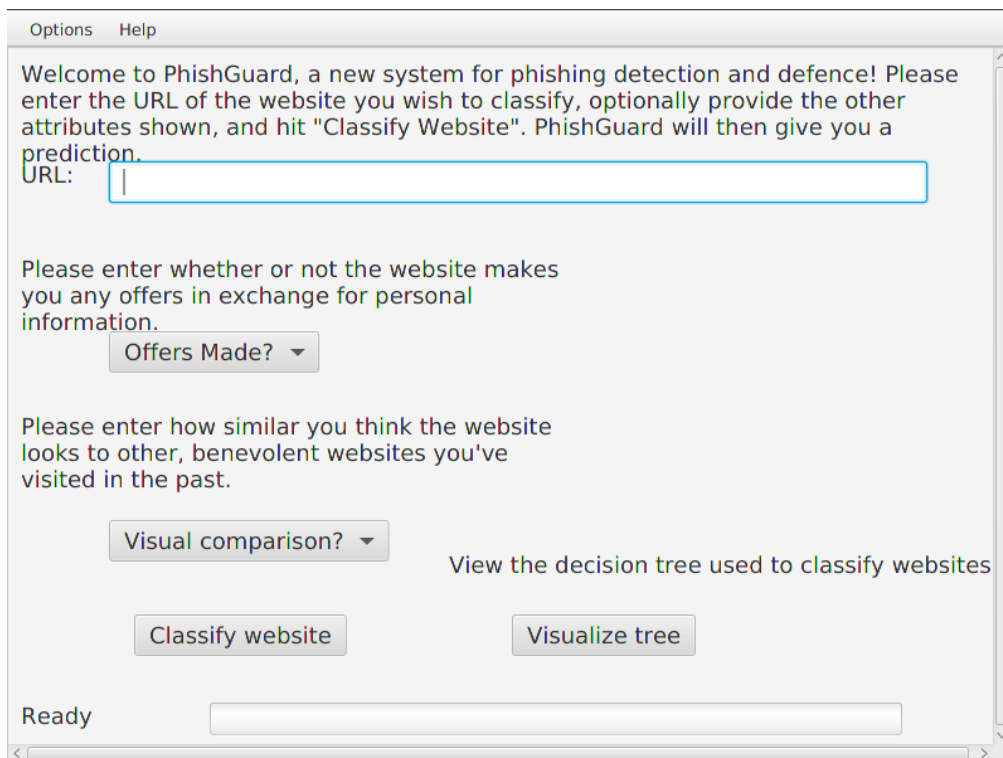 Options Help
Welcome to PhishGuard, a new system for phishing detection and defence! Please
enter the URL of the website you wish to classify, optionally provide the other
attributes shown, and hit "Classify Website". PhishGuard will then give you a
prediction.
URL:
Please enter whether or not the website makes
you any offers in exchange for personal
information.
Offers Made?
Please enter how similar you think the website
looks to other, benevolent websites you've
visited in the past.
Visual comparison?
View the decision tree used to classify websites
Classify website Visualize tree
Ready